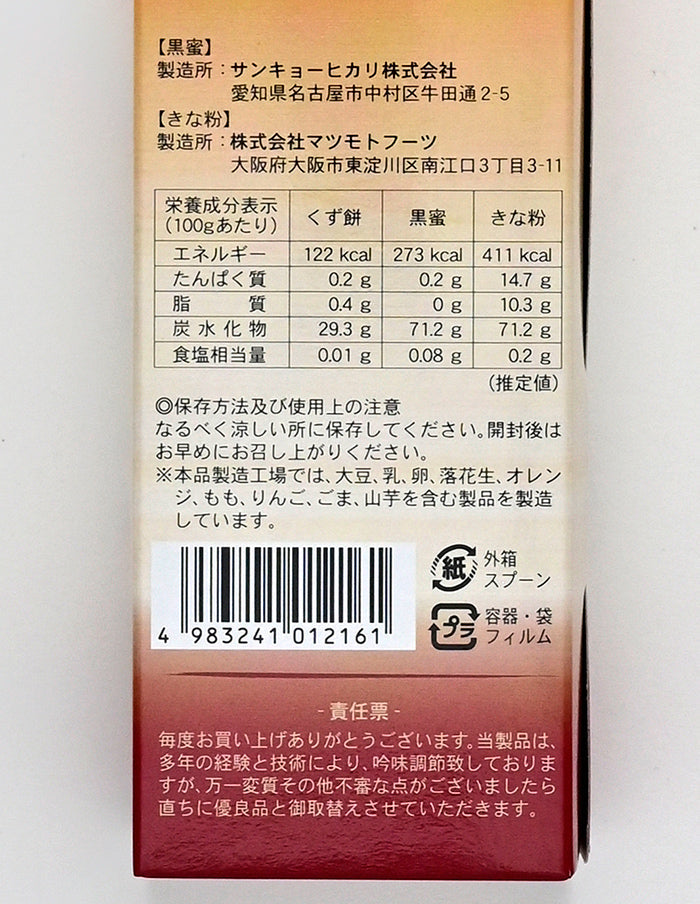 【黒蜜】
製造所：サンキョーヒカリ株式会社
愛知県名古屋市中村区牛田通2-5
【きな粉】
製造所：株式会社マツモトフーツ
大阪府大阪市東淀川区南江口3丁目3-11
栄養成分表示
(100gあたり) くず餅 黒蜜 きな粉
エネルギー 122 kcal 273 kcal 411 kcal
たんぱく質 0.2 g 0.2 g 14.7 g
脂質 0.4 g 0 g 10.3 g
炭水化物 29.3 g 71.2 g 71.2 g
食塩相当量 0.01 g 0.08 g 0.2 g
(推定値)
◎保存方法及び使用上の注意
なるべく涼しい所に保存してください。開封後は
お早めにお召し上がりください。
※本品製造工場では、大豆、乳、卵、落花生、オレン
ジ、もも、りんご、ごま、山芋を含む製品を製造
しています。
4 983241 012161
紙 外箱
スプーン
プラ 容器・袋
フィルム
- 責任票 -
毎度お買い上げありがとうございます。当製品は、
多年の経験と技術により、吟味調節致しておりま
すが、万一変質その他不審な点がございましたら
直ちに優良品と御取替えさせていただきます。